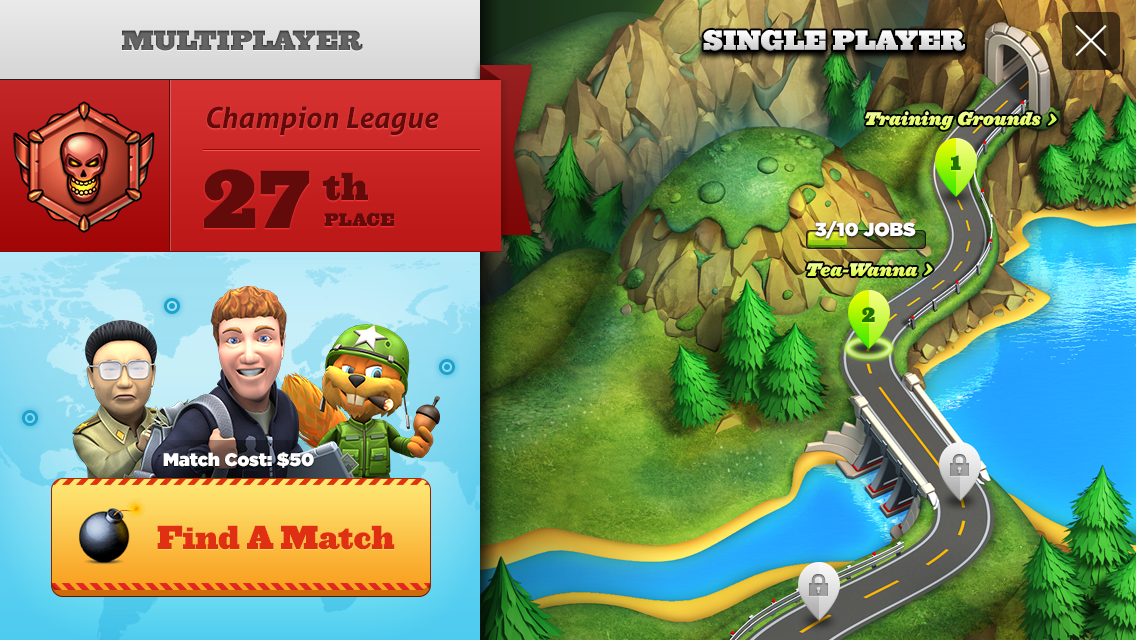 MULTIPLAYER
Champion League
27 th
PLACE
Match Cost: $50
Find A Match
SINGLE PLAYER
Training Grounds >
1
3/10 JOBS
Tea-Wanna >
2